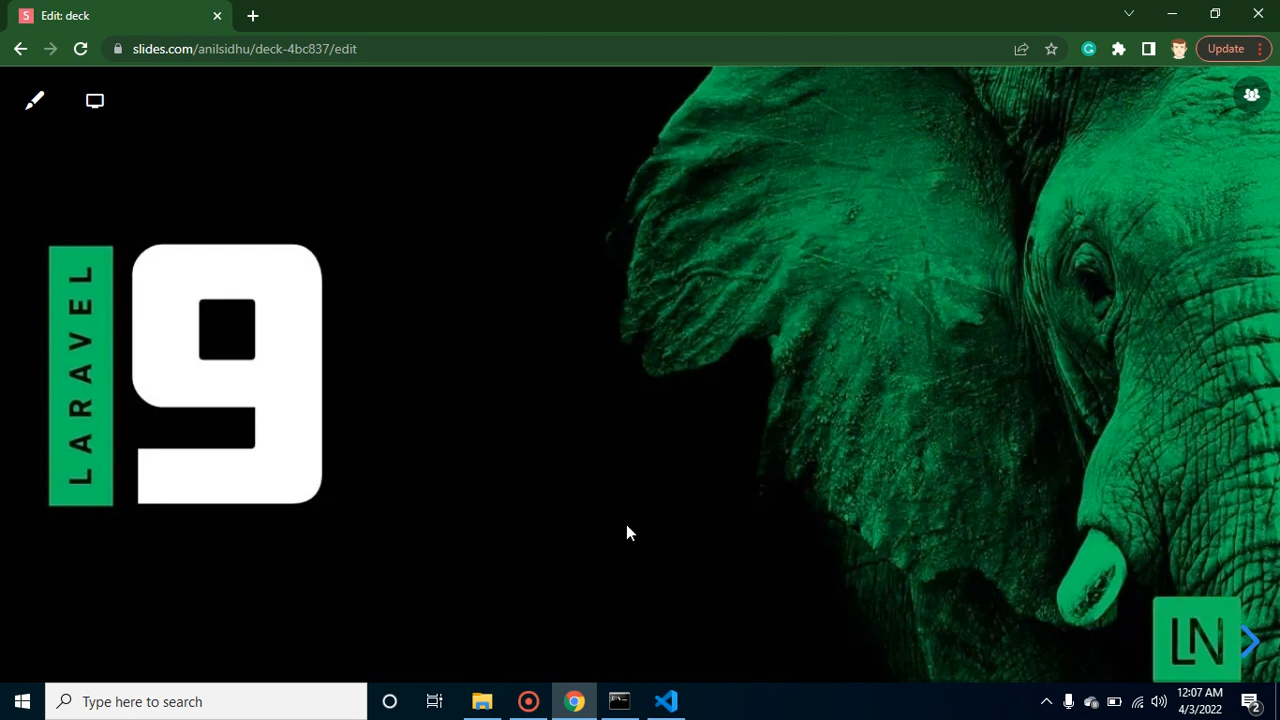 Edit: deck
slides.com/anilsidhu/deck-4bc837/edit
Update
LARAVEL
9
LN
Type here to search
12:07 AM
4/3/2022
2